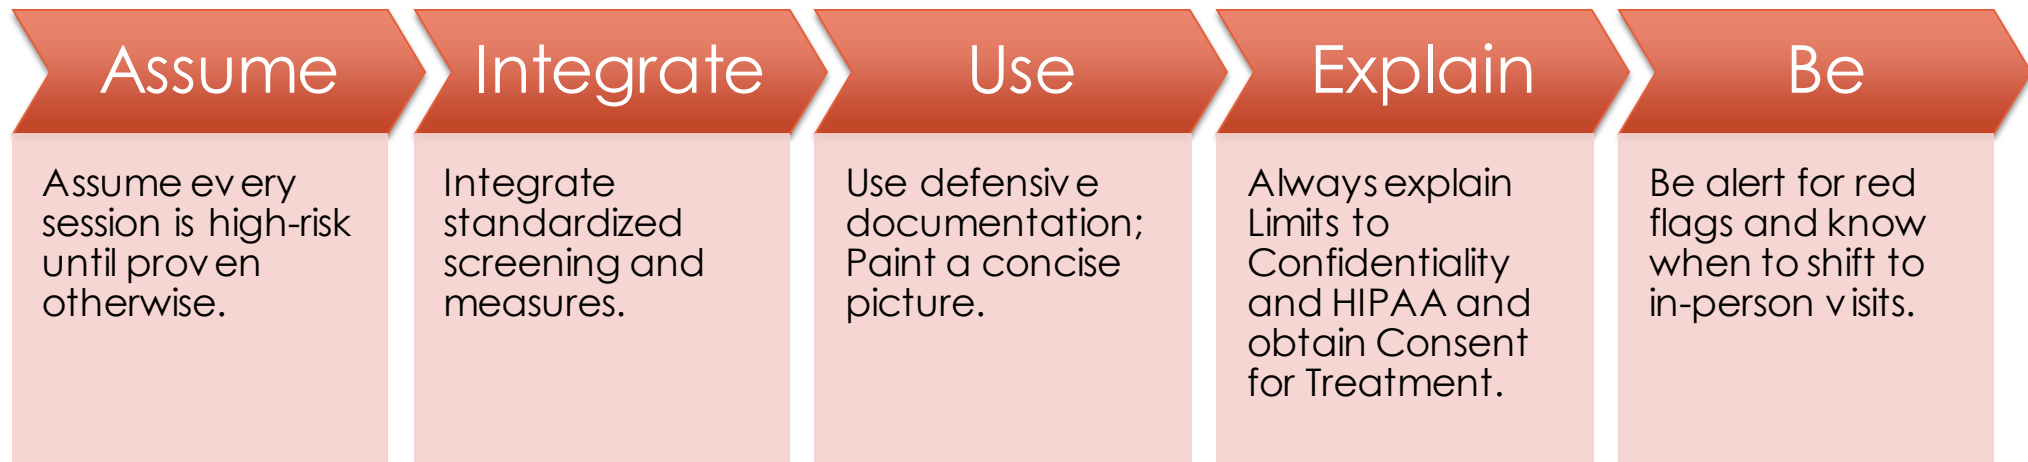 Assume
Assume every
session is high-risk
until proven
otherwise.
Integrate
Integrate
standardized
screening and
measures.
Use
Use defensive
documentation;
Paint a concise
picture.
Explain
Always explain
Limits to
Confidentiality
and HIPAA and
obtain Consent
for Treatment.
Be
Be alert for red
flags and know
when to shift to
in-person visits.